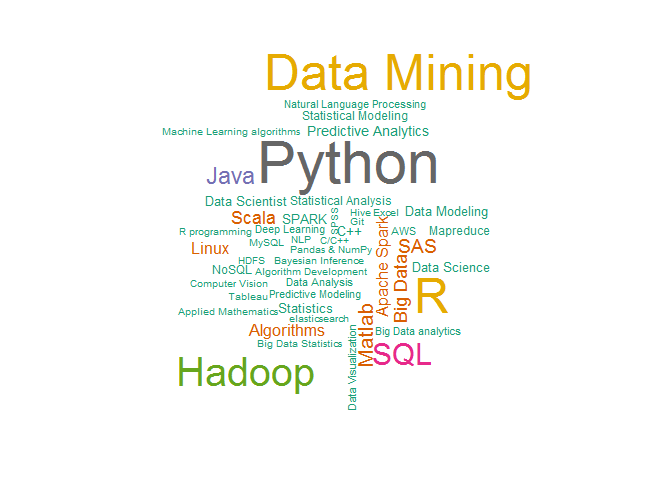 Data Mining
Natural Language Processing
Statistical Modeling
Machine Learning algorithms
Predictive Analytics
Python
Java
Data Scientist
Statistical Analysis
Scala
SPARK
SPSS
Hive
Excel
Data Modeling
Git
R programming
Deep Learning
C++
AWS
Mapreduce
MySQL
NLP
C/C++
Apache Spark
Linux
Pandas & NumPy
SAS
HDFS
Bayesian Inference
Big Data
NoSQL
Algorithm Development
Data Science
Computer Vision
Data Analysis
R
Tableau
Predictive Modeling
Applied Mathematics
Statistics
elasticsearch
Matlab
Algorithms
Big Data analytics
Big Data Statistics
Data Visualization
SQL
Hadoop